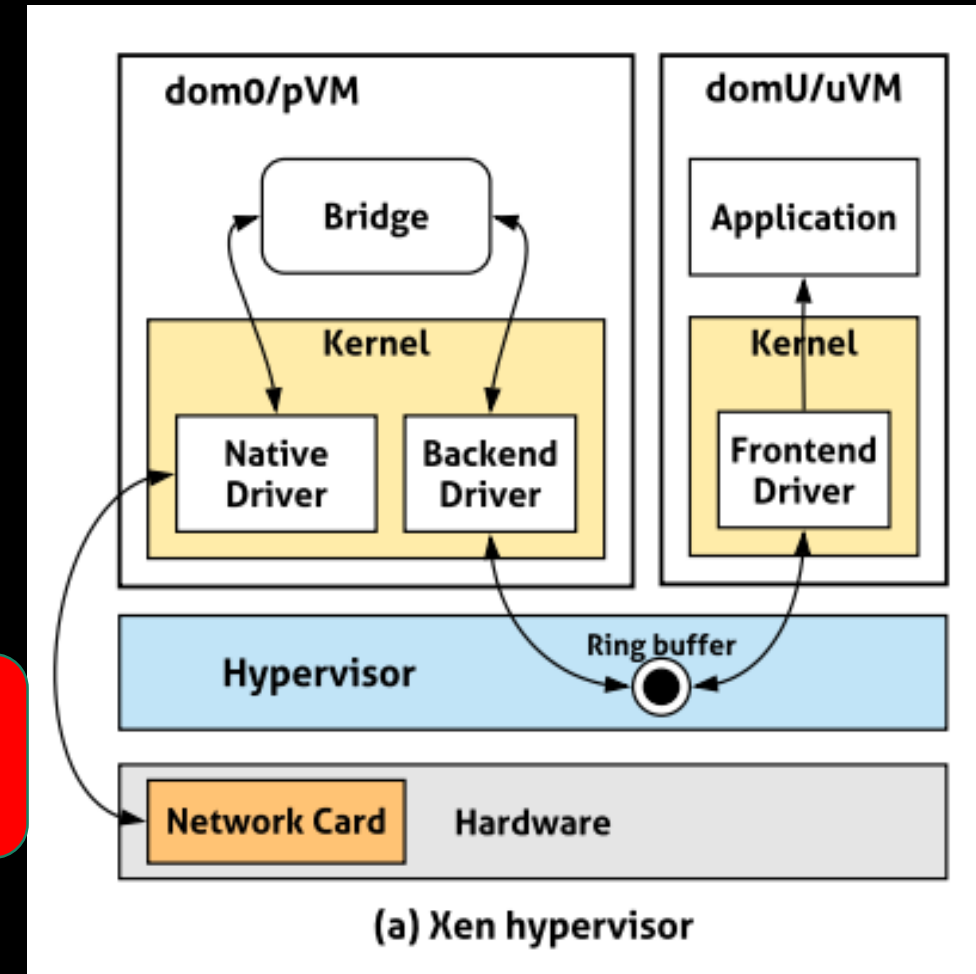 dom0/pVM
domU/uVM
Bridge
Application
Kernel
Kernel
Native
Driver
Backend
Driver
Frontend
Driver
Ring buffer
Hypervisor
Network Card
Hardware
(a) Xen hypervisor